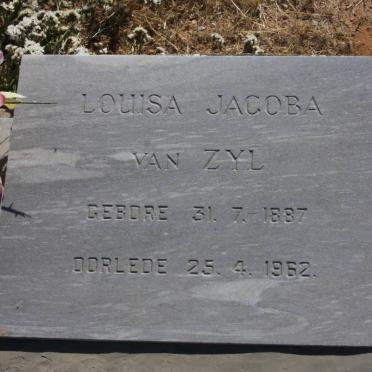 LOUISA JACOBA
VAN ZYL
GEBORE 31. 7.-1887
OORLEDE 25. 4. 1962.